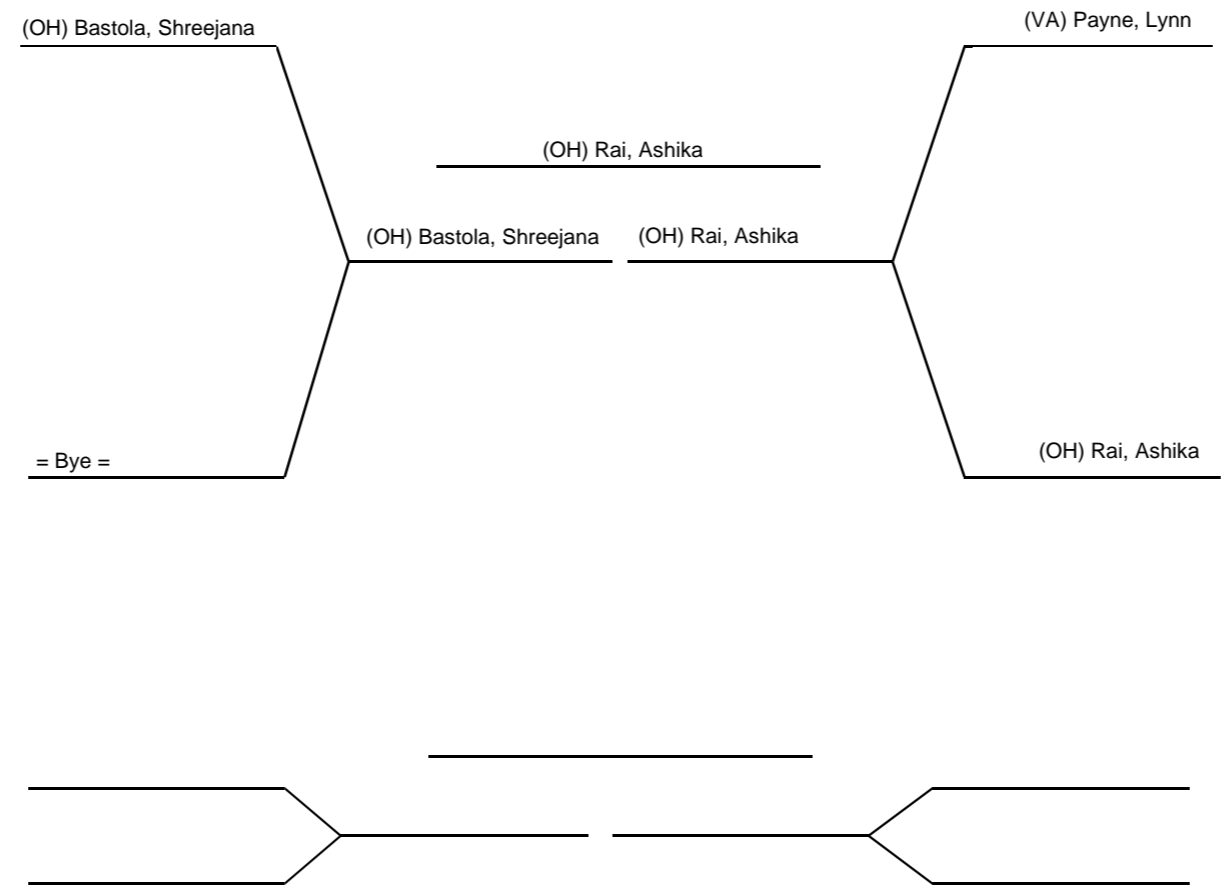 (OH) Bastola, Shreejana
(VA) Payne, Lynn
(OH) Rai, Ashika
(OH) Bastola, Shreejana
(OH) Rai, Ashika
= Bye =
(OH) Rai, Ashika